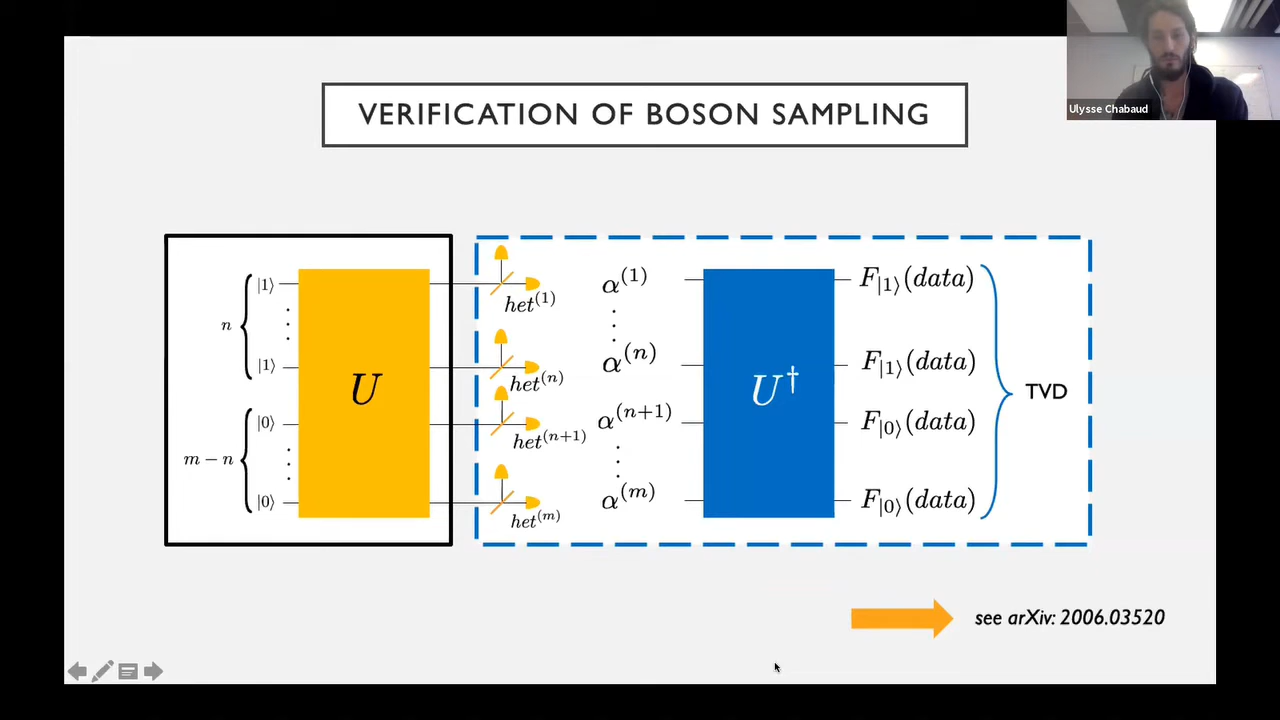 Ulysse Chabaud
VERIFICATION OF BOSON SAMPLING
n
|1⟩
|1⟩
m − n
|0⟩
|0⟩
U
het^(1)
het^(n)
het^(n+1)
het^(m)
α^(1)
α^(n)
α^(n+1)
α^(m)
U†
F_|1⟩(data)
F_|1⟩(data)
F_|0⟩(data)
F_|0⟩(data)
TVD
see arXiv: 2006.03520